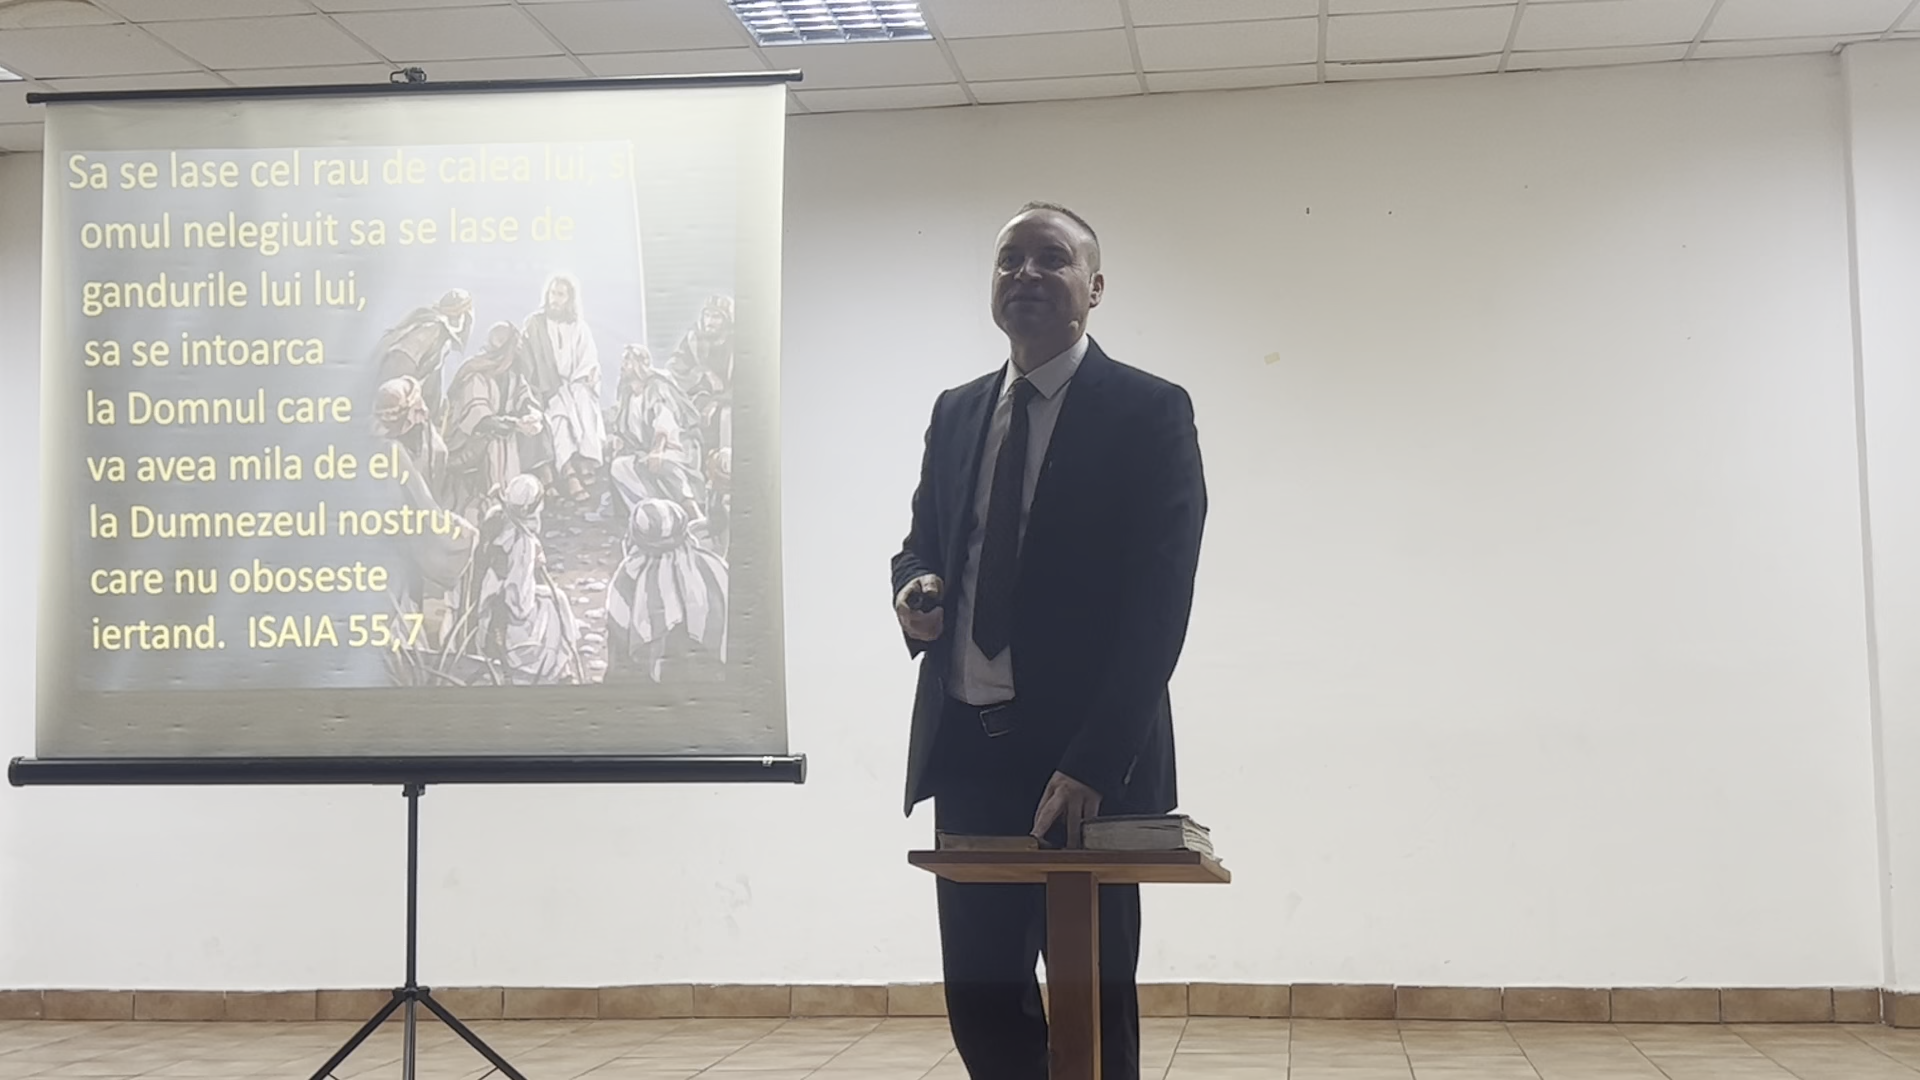 Sa se lase cel rau de calea lui, si
omul nelegiuit sa se lase de
gandurile lui lui,
sa se intoarca
la Domnul care
va avea mila de el,
la Dumnezeul nostru,
care nu oboseste
iertand. ISAIA 55,7